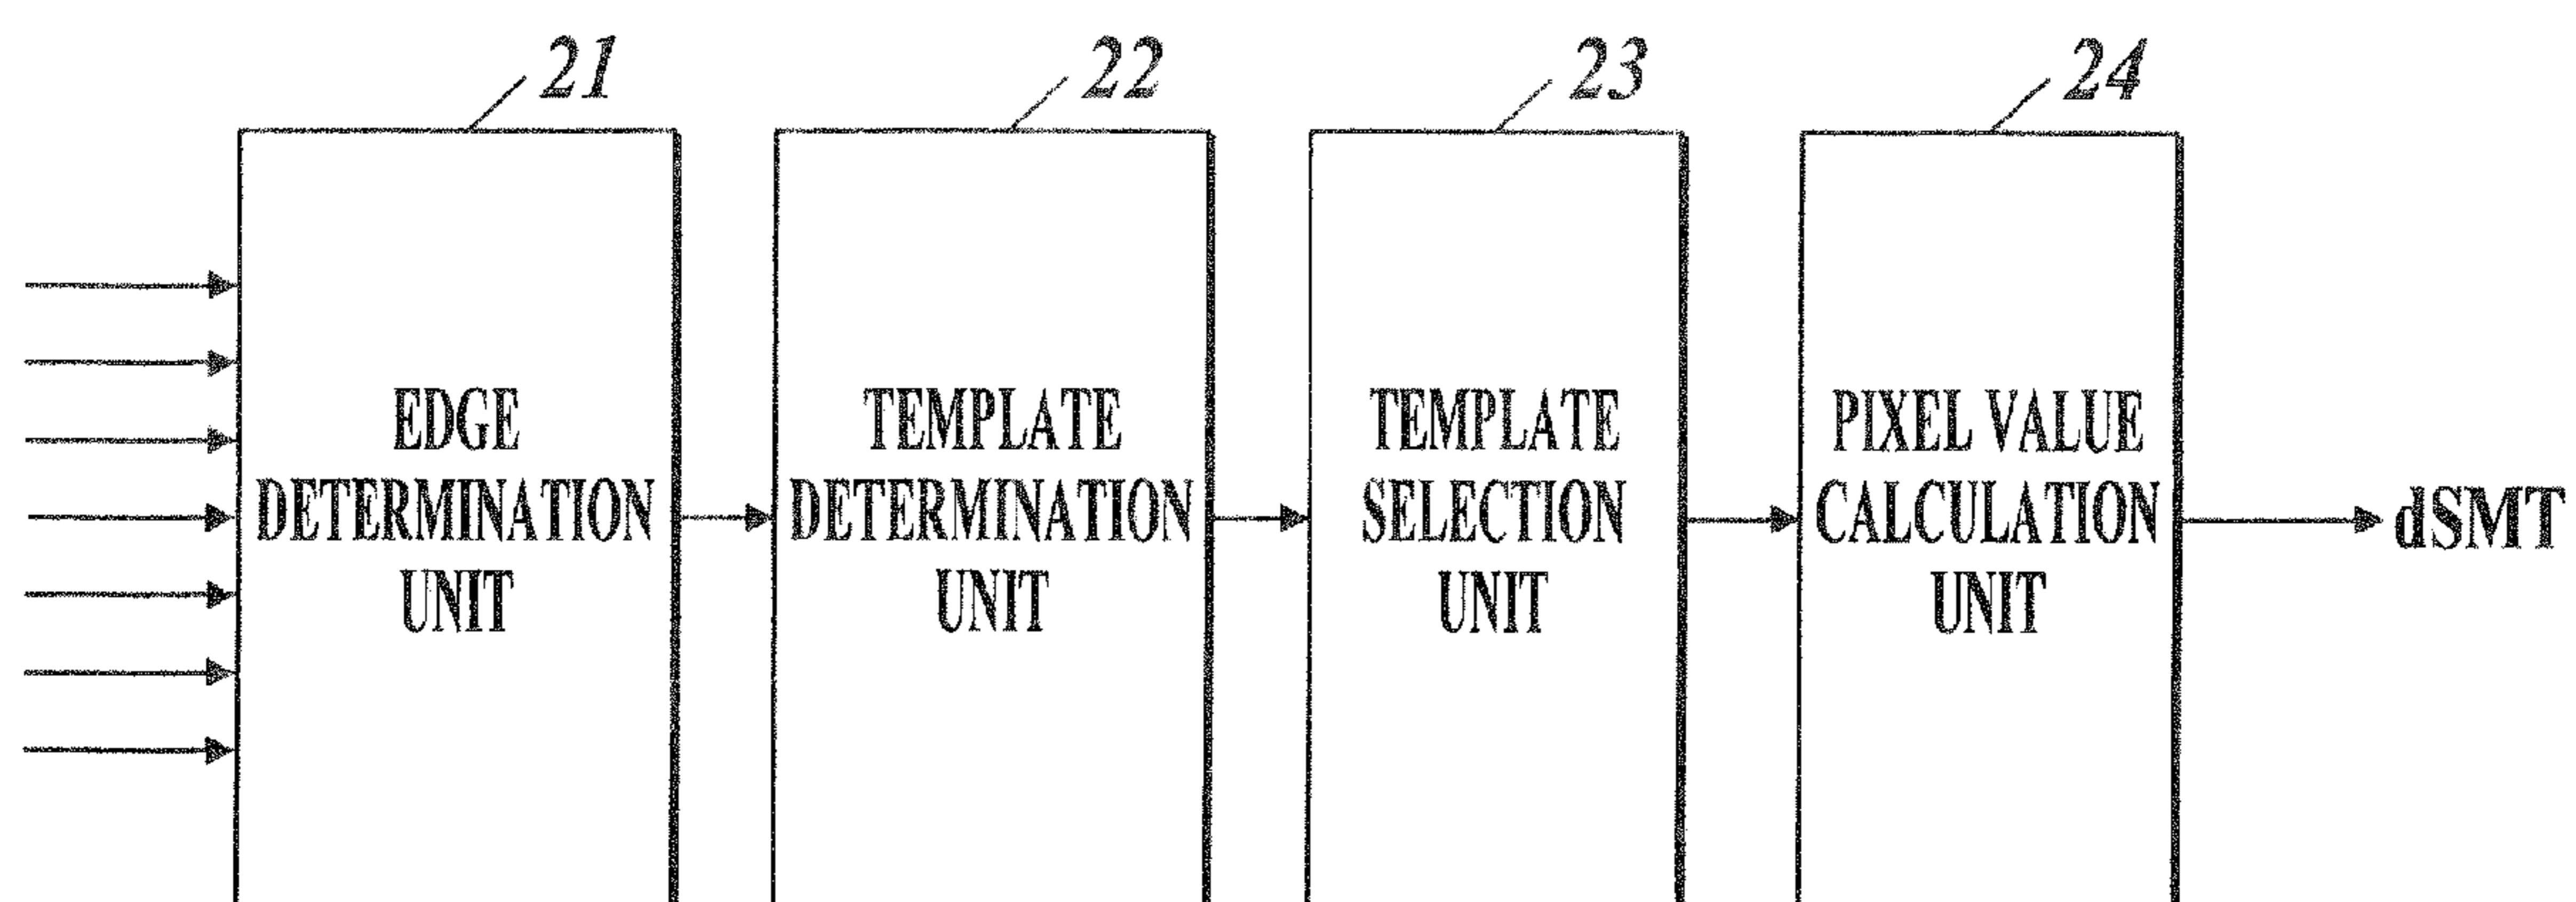 21
22
23
24
EDGE
DETERMINATION
UNIT
TEMPLATE
DETERMINATION
UNIT
TEMPLATE
SELECTION
UNIT
PIXEL VALUE
CALCULATION
UNIT
dSMT